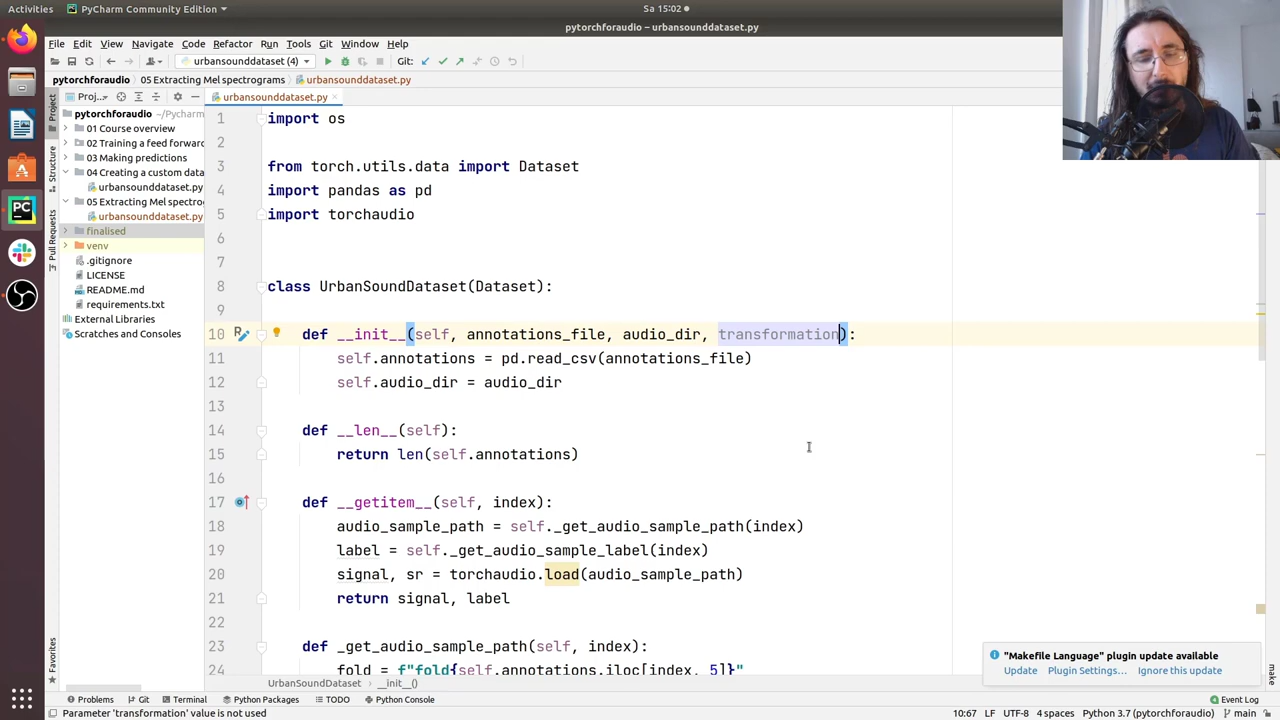 Activities
PyCharm Community Edition
Sa 15:02
pytorchforaudio – urbansounddataset.py
File Edit View Navigate Code Refactor Run Tools Git Window Help
urbansounddataset (4)
Git:
pytorchforaudio
05 Extracting Mel spectrograms
urbansounddataset.py
Proj...
urbansounddataset.py
Project
Structure
Pull Requests
Favorites
make
pytorchforaudio ~/Pycharm
01 Course overview
02 Training a feed forward
03 Making predictions
04 Creating a custom data
urbansounddataset.py
05 Extracting Mel spectro
urbansounddataset.py
finalised
venv
.gitignore
LICENSE
README.md
requirements.txt
External Libraries
Scratches and Consoles
1 import os
2
3 from torch.utils.data import Dataset
4 import pandas as pd
5 import torchaudio
6
7
8 class UrbanSoundDataset(Dataset):
9
10 def __init__(self, annotations_file, audio_dir, transformation):
11 self.annotations = pd.read_csv(annotations_file)
12 self.audio_dir = audio_dir
13
14 def __len__(self):
15 return len(self.annotations)
16
17 def __getitem__(self, index):
18 audio_sample_path = self._get_audio_sample_path(index)
19 label = self._get_audio_sample_label(index)
20 signal, sr = torchaudio.load(audio_sample_path)
21 return signal, label
22
23 def _get_audio_sample_path(self, index):
24 fold = f"fold{self.annotations.iloc[index, 5]}"
"Makefile Language" plugin update available
Update Plugin Settings... Ignore this update
UrbanSoundDataset
__init__()
Problems Git Terminal Python Packages TODO Python Console
Event Log
Parameter 'transformation' value is not used
10:67 LF UTF-8 4 spaces Python 3.7 (pytorchforaudio) main